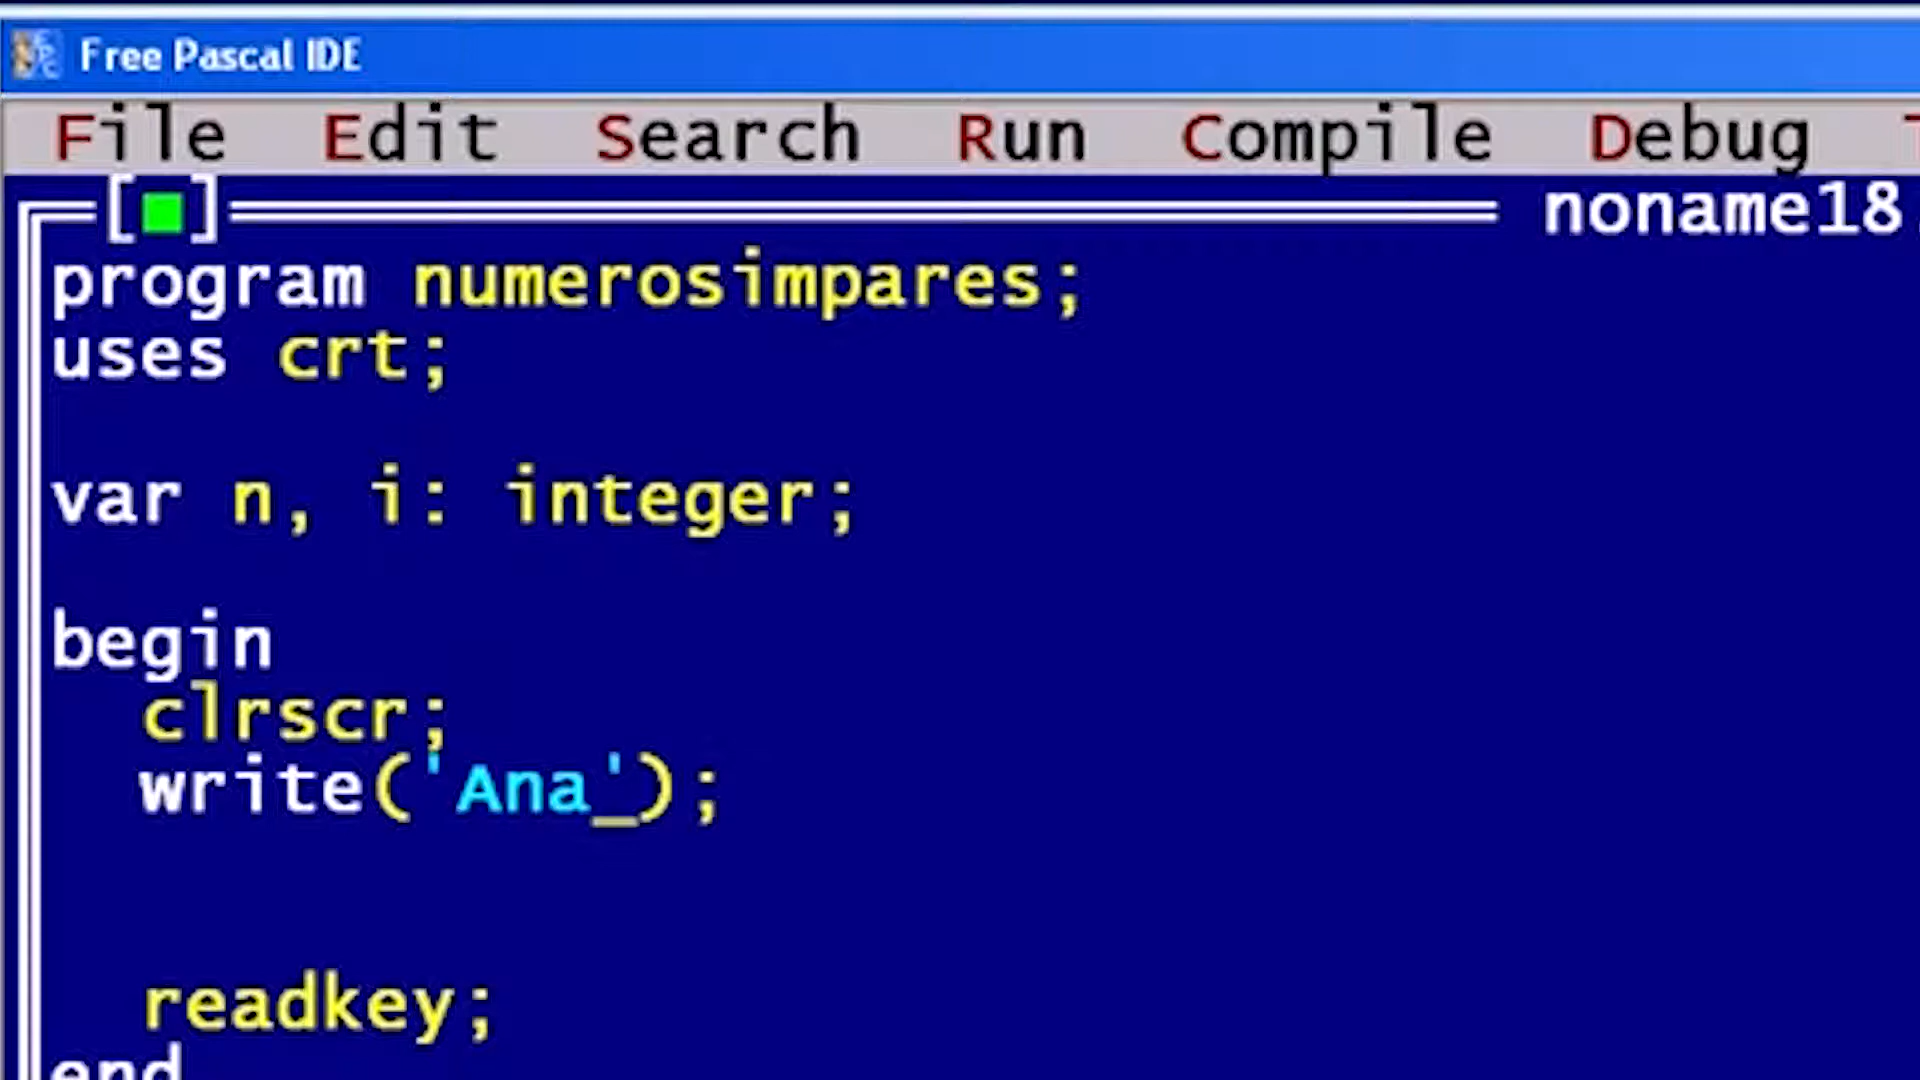 Free Pascal IDE
File Edit Search Run Compile Debug
[■] noname18
program numerosimpares;
uses crt;
var n, i: integer;
begin
clrscr;
write('Ana_');
readkey;
end